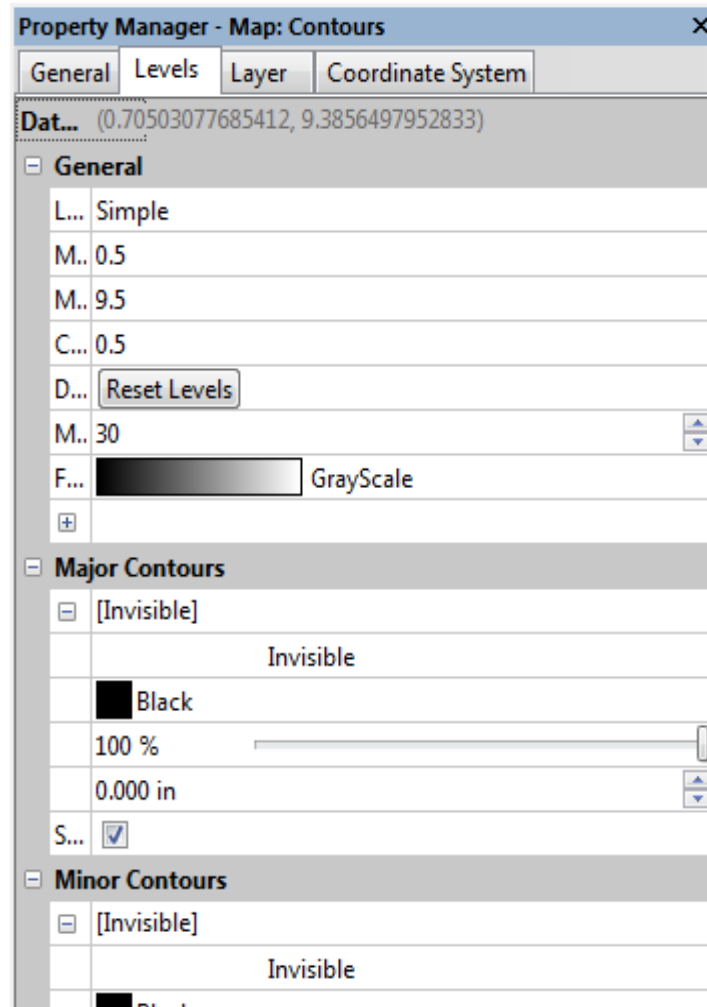 Property Manager - Map: Contours
General Levels Layer Coordinate System
Dat... (0.70503077685412, 9.3856497952833)
General
L... Simple
M.. 0.5
M.. 9.5
C... 0.5
D... Reset Levels
M.. 30
F... GrayScale
Major Contours
[Invisible]
Invisible
Black
100 %
0.000 in
S...
Minor Contours
[Invisible]
Invisible